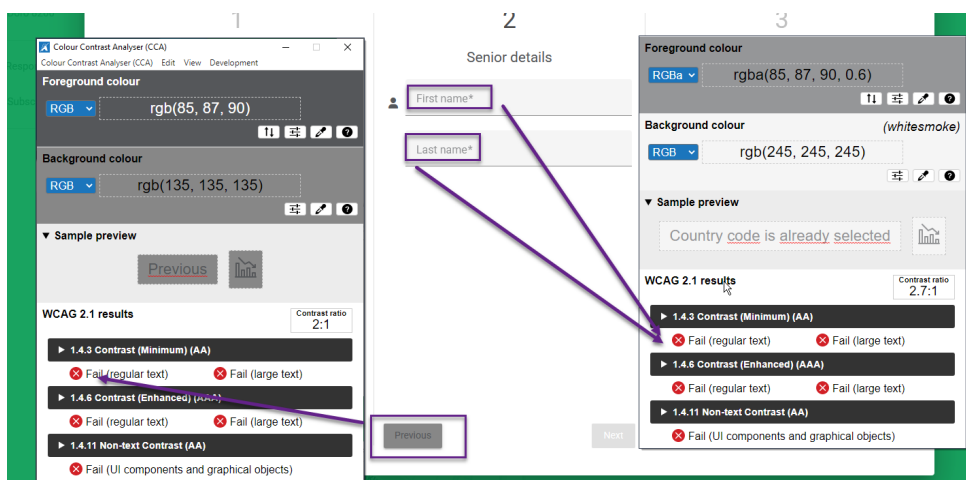 1
2
3
Senior details
First name*
Last name*
Previous
Next
Colour Contrast Analyser (CCA)
Colour Contrast Analyser (CCA) Edit View Development
Foreground colour
RGB
rgb(85, 87, 90)
Background colour
RGB
rgb(135, 135, 135)
Sample preview
Previous
WCAG 2.1 results
Contrast ratio
2:1
1.4.3 Contrast (Minimum) (AA)
Fail (regular text) Fail (large text)
1.4.6 Contrast (Enhanced) (AAA)
Fail (regular text) Fail (large text)
1.4.11 Non-text Contrast (AA)
Fail (UI components and graphical objects)
Foreground colour
RGBa
rgba(85, 87, 90, 0.6)
Background colour
(whitesmoke)
RGB
rgb(245, 245, 245)
Sample preview
Country code is already selected
WCAG 2.1 results
Contrast ratio
2.7:1
1.4.3 Contrast (Minimum) (AA)
Fail (regular text) Fail (large text)
1.4.6 Contrast (Enhanced) (AAA)
Fail (regular text) Fail (large text)
1.4.11 Non-text Contrast (AA)
Fail (UI components and graphical objects)